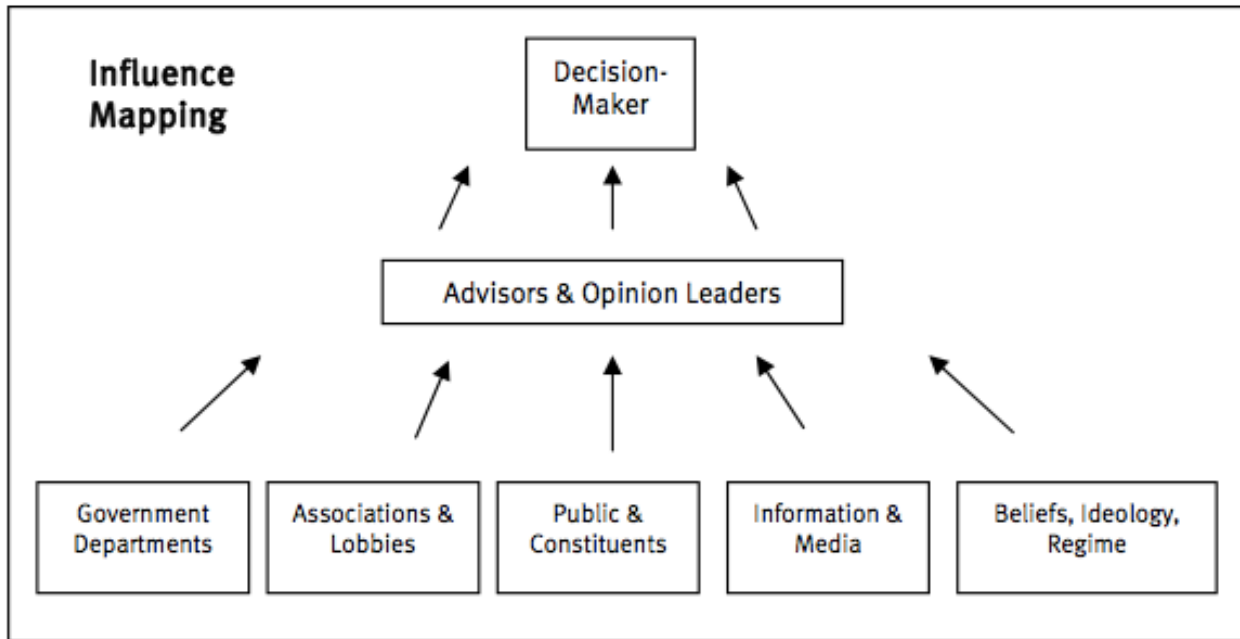 Influence
Mapping
Decision-
Maker
Advisors & Opinion Leaders
Government
Departments
Associations &
Lobbies
Public &
Constituents
Information &
Media
Beliefs, Ideology,
Regime